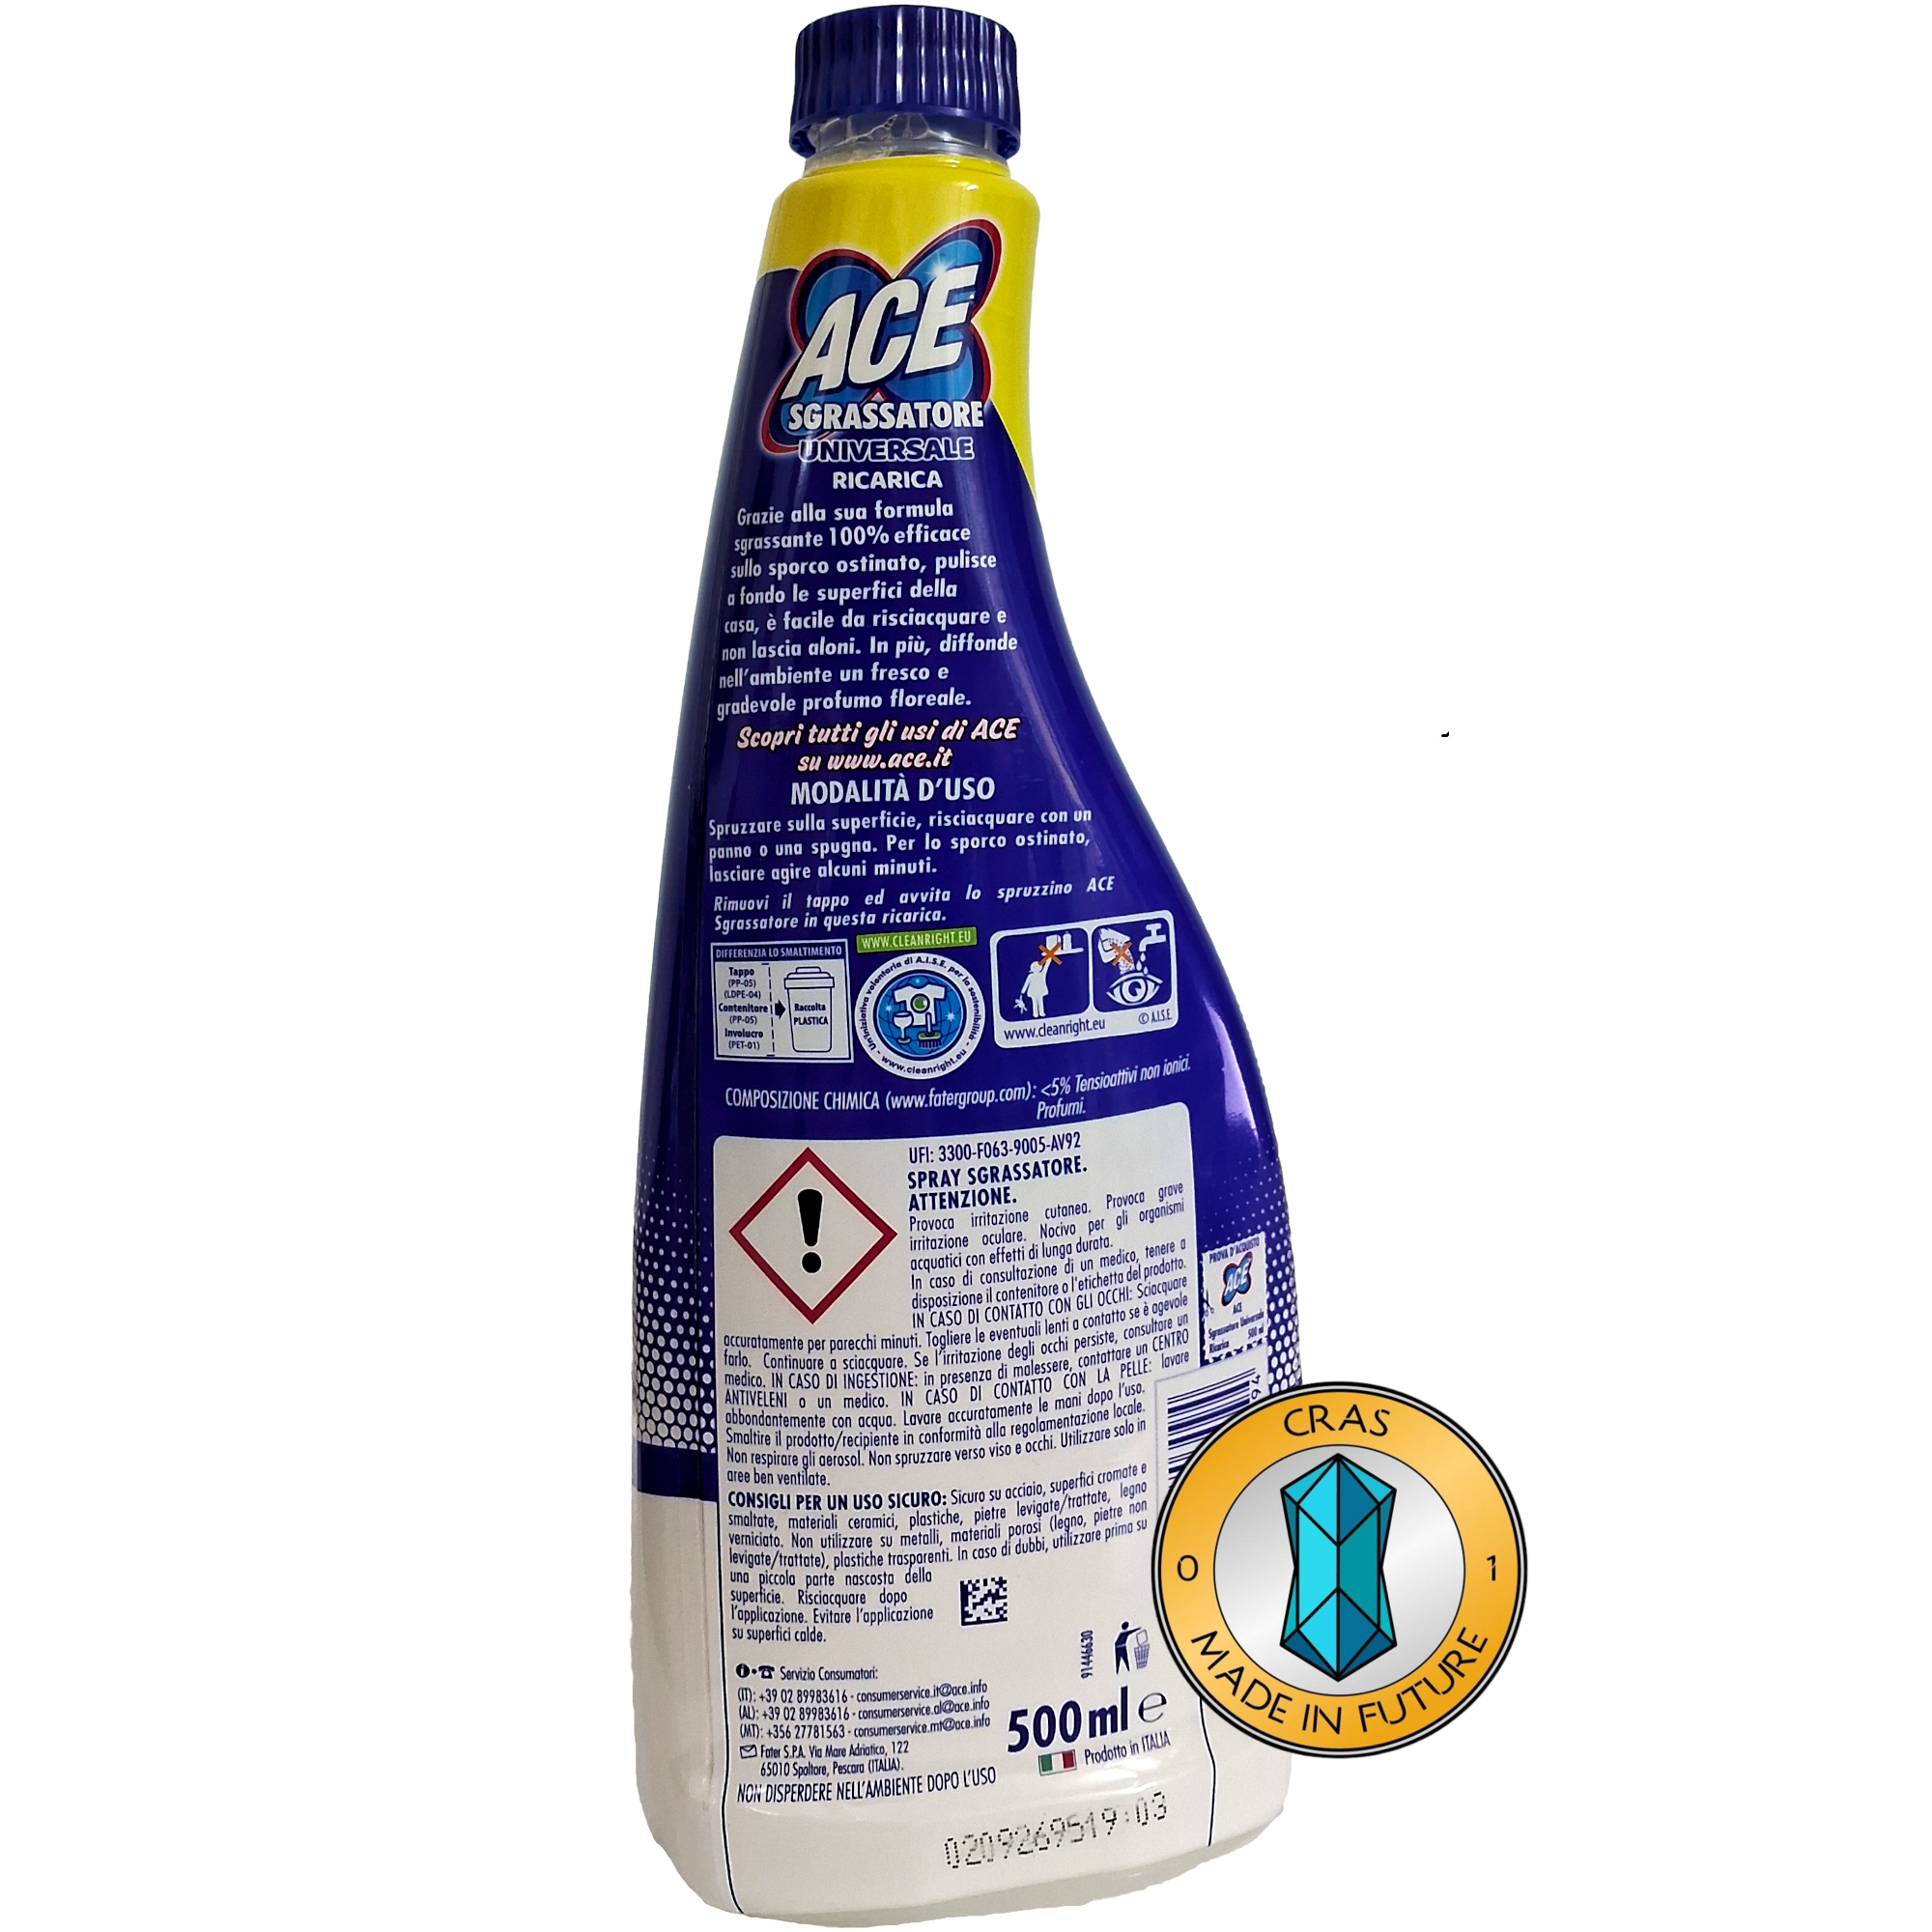 ACE
SGRASSATORE
UNIVERSALE
RICARICA
Grazie alla sua formula
sgrassante 100% efficace
sullo sporco ostinato, pulisce
a fondo le superfici della
casa, è facile da risciacquare e
non lascia aloni. In più, diffonde
nell'ambiente un fresco e
gradevole profumo floreale.
Scopri tutti gli usi di ACE
su www.ace.it
MODALITÀ D'USO
Spruzzare sulla superficie, risciacquare con un
panno o una spugna. Per lo sporco ostinato,
lasciare agire alcuni minuti.
Rimuovi il tappo ed avvita lo spruzzino ACE
Sgrassatore in questa ricarica.
DIFFERENZIA LO SMALTIMENTO
Tappo
(PP-05)
(LDPE-04)
Contenitore
(PP-05)
Involucro
(PET-01)
Raccolta
PLASTICA
WWW.CLEANRIGHT.EU
Un'iniziativa volontaria di A.I.S.E. per la sostenibilità - www.cleanright.eu -
www.cleanright.eu
© A.I.S.E.
COMPOSIZIONE CHIMICA (www.fatergroup.com): <5% Tensioattivi non ionici.
Profumi.
UFI: 3300-F063-9005-AV92
SPRAY SGRASSATORE.
ATTENZIONE.
Provoca irritazione cutanea. Provoca grave
irritazione oculare. Nocivo per gli organismi
acquatici con effetti di lunga durata.
In caso di consultazione di un medico, tenere a
disposizione il contenitore o l'etichetta del prodotto.
IN CASO DI CONTATTO CON GLI OCCHI: Sciacquare
accuratamente per parecchi minuti. Togliere le eventuali lenti a contatto se è agevole
farlo. Continuare a sciacquare. Se l'irritazione degli occhi persiste, consultare un
medico. IN CASO DI INGESTIONE: in presenza di malessere, contattare un CENTRO
ANTIVELENI o un medico. IN CASO DI CONTATTO CON LA PELLE: lavare
abbondantemente con acqua. Lavare accuratamente le mani dopo l'uso.
Smaltire il prodotto/recipiente in conformità alla regolamentazione locale.
Non respirare gli aerosol. Non spruzzare verso viso e occhi. Utilizzare solo in
aree ben ventilate.
CONSIGLI PER UN USO SICURO: Sicuro su acciaio, superfici cromate e
smaltate, materiali ceramici, plastiche, pietre levigate/trattate, legno
verniciato. Non utilizzare su metalli, materiali porosi (legno, pietre non
levigate/trattate), plastiche trasparenti. In caso di dubbi, utilizzare prima su
una piccola parte nascosta della
superficie. Risciacquare dopo
l'applicazione. Evitare l'applicazione
su superfici calde.
PROVA D'ACQUISTO
ACE
ACE
Sgrassatore Universale
Ricarica 500 ml
94
Servizio Consumatori:
(IT): +39 02 89983616 - consumerservice.it@ace.info
(AL): +39 02 89983616 - consumerservice.al@ace.info
(MT): +356 27781563 - consumerservice.mt@ace.info
Fater S.P.A. Via Mare Adriatico, 122
65010 Spoltore, Pescara (ITALIA).
NON DISPERDERE NELL'AMBIENTE DOPO L'USO
91446630
500 ml e
Prodotto in ITALIA
0209269519:03
CRAS
0 1
MADE IN FUTURE